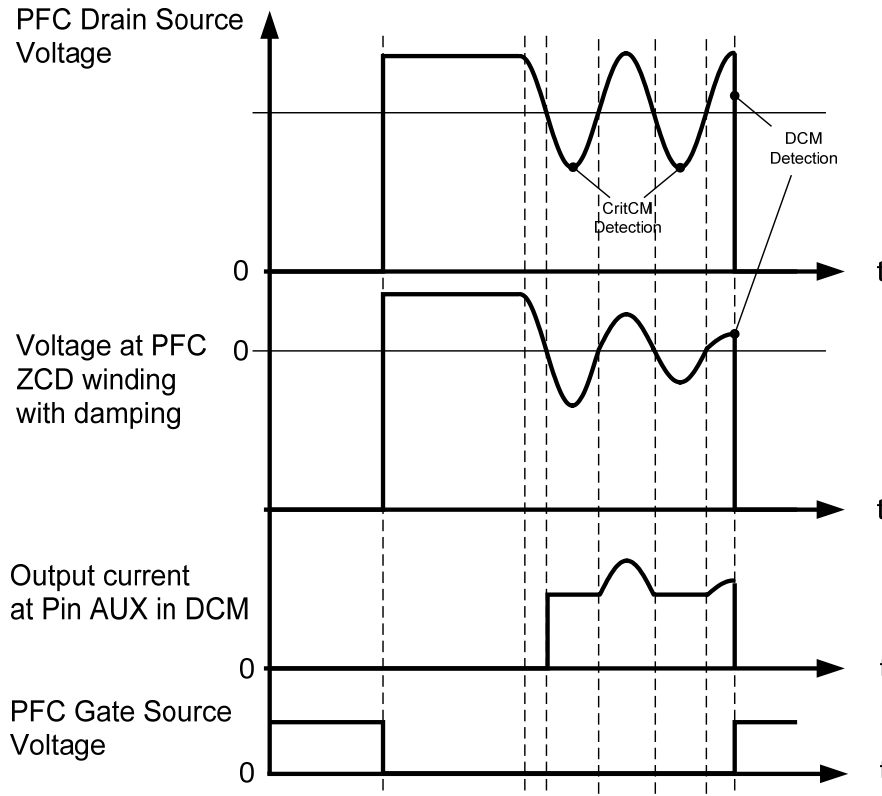 PFC Drain Source
Voltage
DCM
Detection
CritCM
Detection
0
t
Voltage at PFC
ZCD winding
with damping
0
t
Output current
at Pin AUX in DCM
0
t
PFC Gate Source
Voltage
0
t